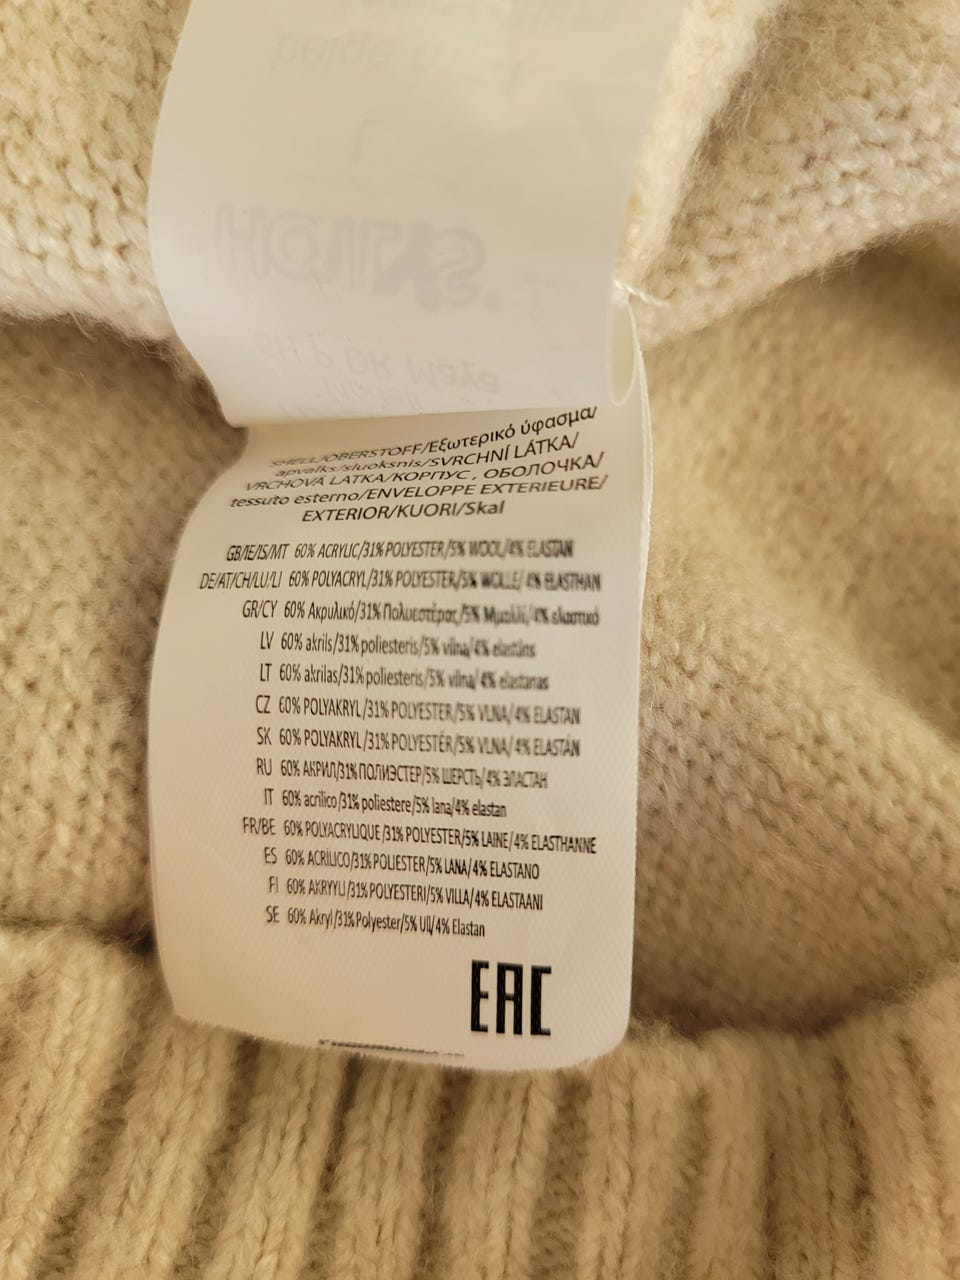 SHELL/OBERSTOFF/Εξωτερικό ύφασμα/
apvalks/sluoksnis/SVRCHNÍ LÁTKA/
VRCHOVÁ LÁTKA/КОРПУС, ОБОЛОЧКА/
tessuto esterno/ENVELOPPE EXTERIEURE/
EXTERIOR/KUORI/Skal
GB/IE/IS/MT 60% ACRYLIC/31% POLYESTER/5% WOOL/4% ELASTAN
DE/AT/CH/LU/LI 60% POLYACRYL/31% POLYESTER/5% WOLLE/ 4% ELASTHAN
GR/CY 60% Ακρυλικό/31% Πολυεστέρας/5% Μαλλί/4% ελαστικό
LV 60% akrils/31% poliesteris/5% vilna/4% elastāns
LT 60% akrilas/31% poliesteris/5% vilna/4% elastanas
CZ 60% POLYAKRYL/31% POLYESTER/5% VLNA/4% ELASTAN
SK 60% POLYAKRYL/31% POLYESTÉR/5% VLNA/4% ELASTÁN
RU 60% АКРИЛ/31% ПОЛИЭСТЕР/5% ШЕРСТЬ/4% ЭЛАСТАН
IT 60% acrilico/31% poliestere/5% lana/4% elastan
FR/BE 60% POLYACRYLIQUE/31% POLYESTER/5% LAINE/4% ELASTHANNE
ES 60% ACRÍLICO/31% POLIESTER/5% LANA/4% ELASTANO
FI 60% AKRYYLI/31% POLYESTERI/5% VILLA/4% ELASTAANI
SE 60% Akryl/31% Polyester/5% Ull/4% Elastan
EAC